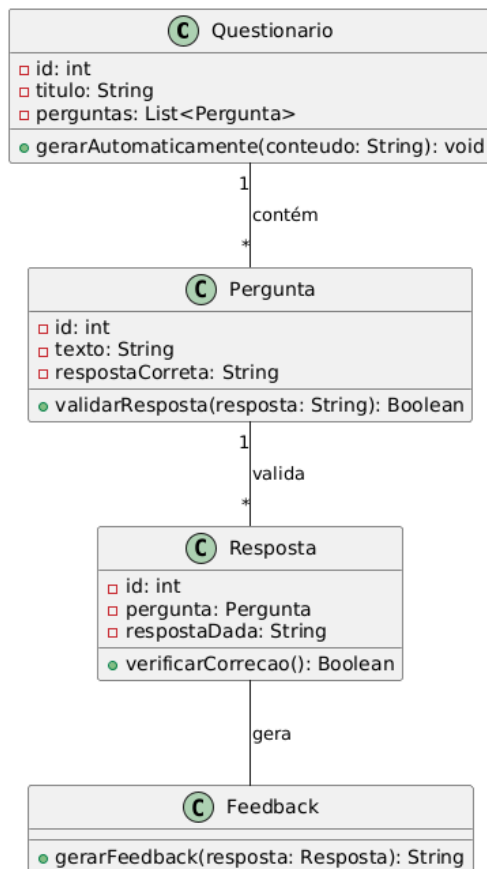 C Questionario
id: int
titulo: String
perguntas: List<Pergunta>
gerarAutomaticamente(conteudo: String): void
1
contém
*
C Pergunta
id: int
texto: String
respostaCorreta: String
validarResposta(resposta: String): Boolean
1
valida
*
C Resposta
id: int
pergunta: Pergunta
respostaDada: String
verificarCorrecao(): Boolean
gera
C Feedback
gerarFeedback(resposta: Resposta): String